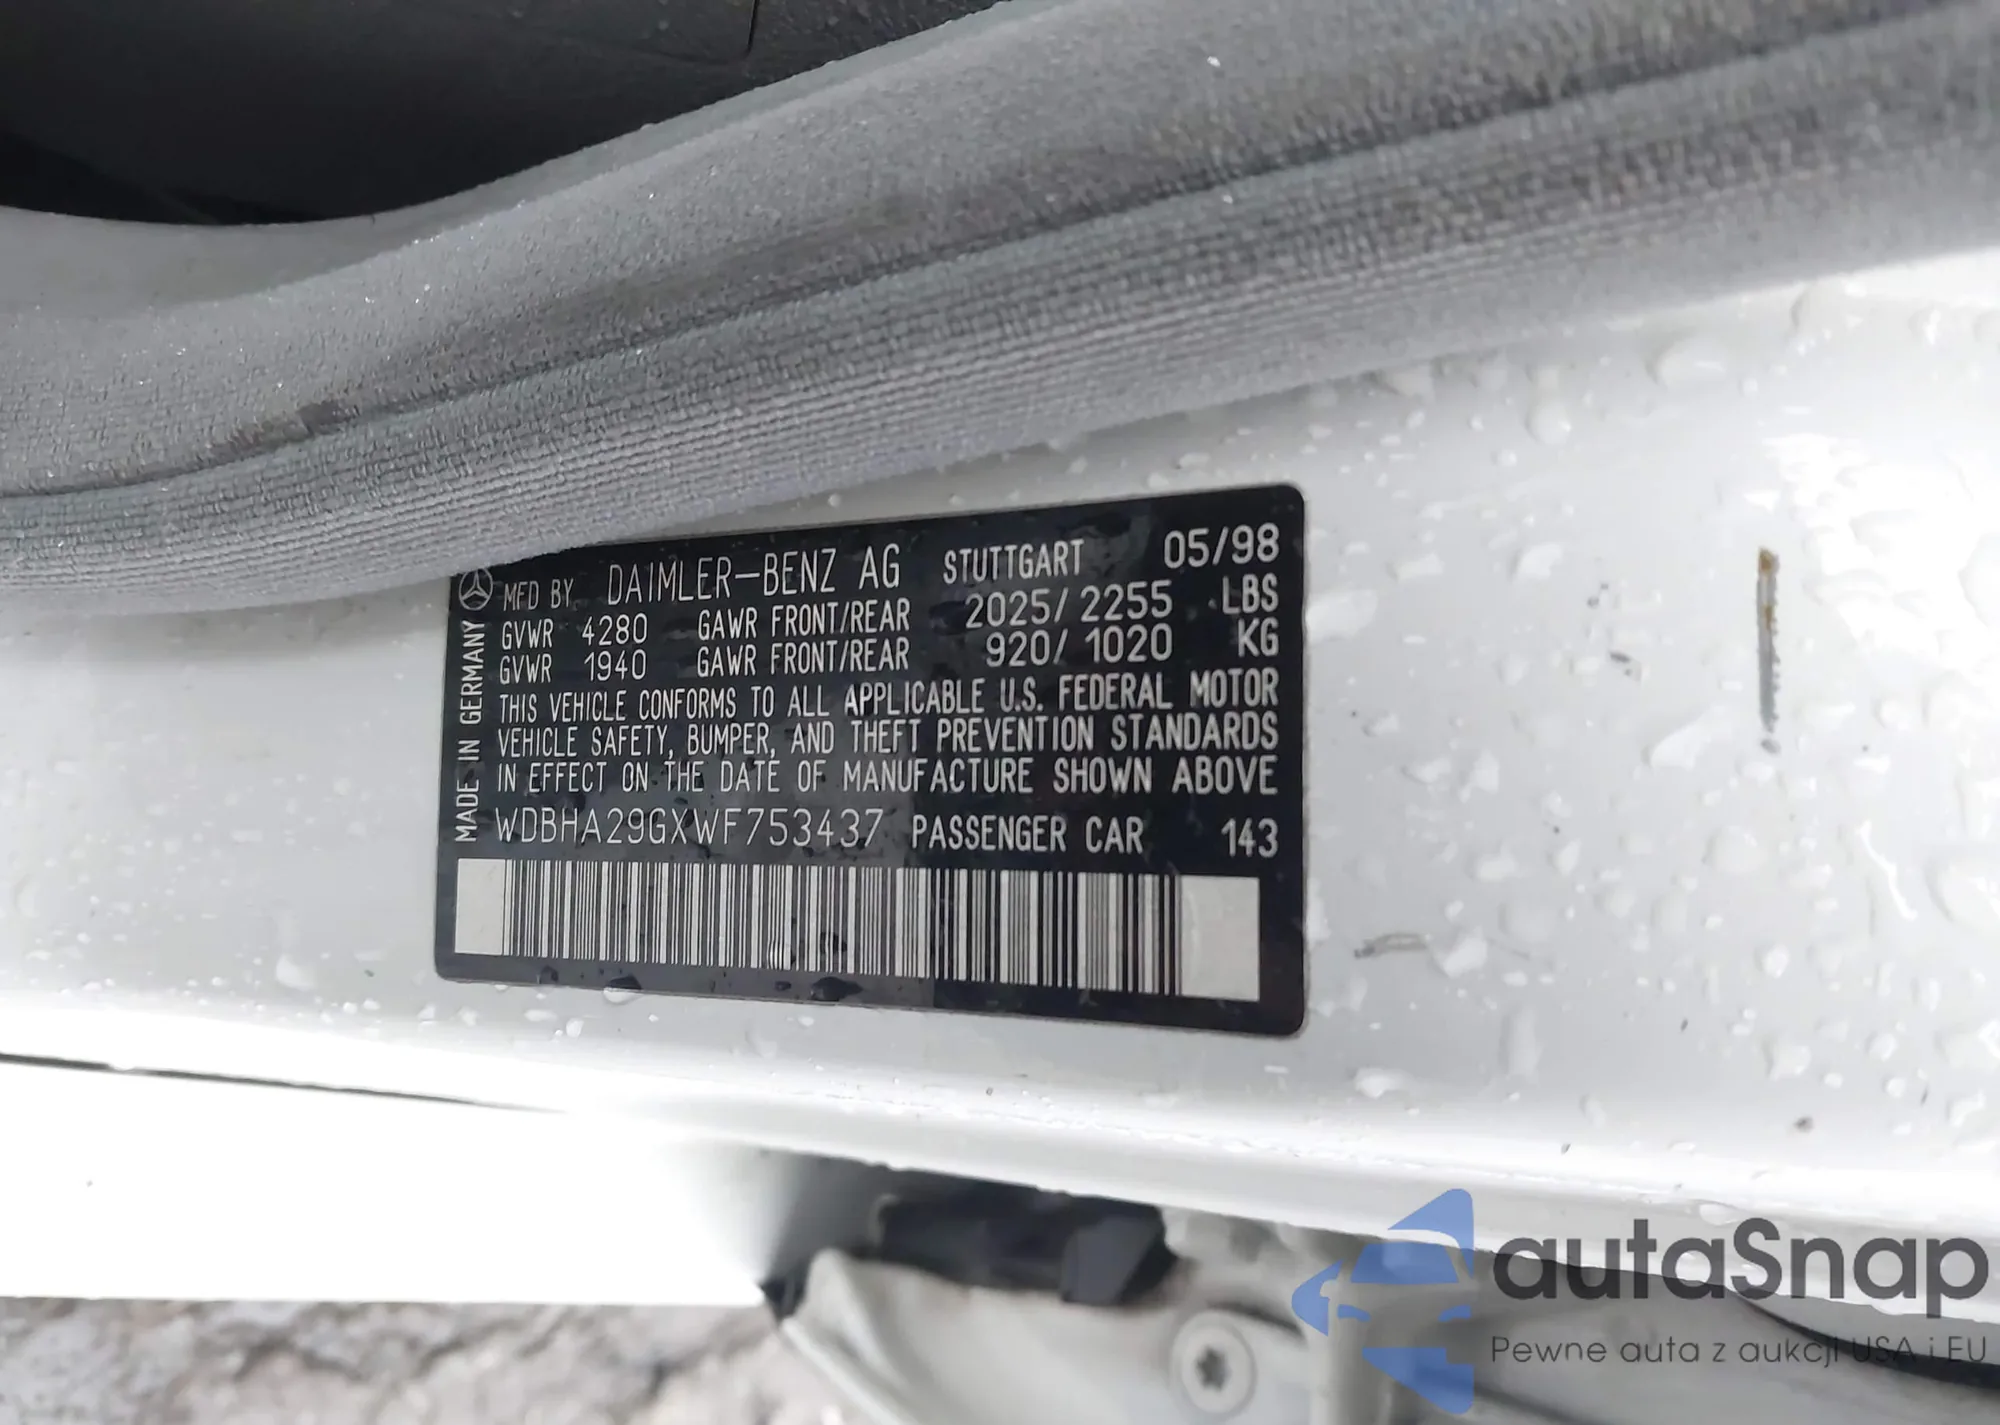 MFD BY DAIMLER-BENZ AG STUTTGART 05/98
GVWR 4280 GAWR FRONT/REAR 2025/2255 LBS
GVWR 1940 GAWR FRONT/REAR 920/1020 KG
THIS VEHICLE CONFORMS TO ALL APPLICABLE U.S. FEDERAL MOTOR
VEHICLE SAFETY, BUMPER, AND THEFT PREVENTION STANDARDS
IN EFFECT ON THE DATE OF MANUFACTURE SHOWN ABOVE
WDBHA29GXWF753437 PASSENGER CAR 143
MADE IN GERMANY
autaSnap
Pewne auta z aukcji USA i EU